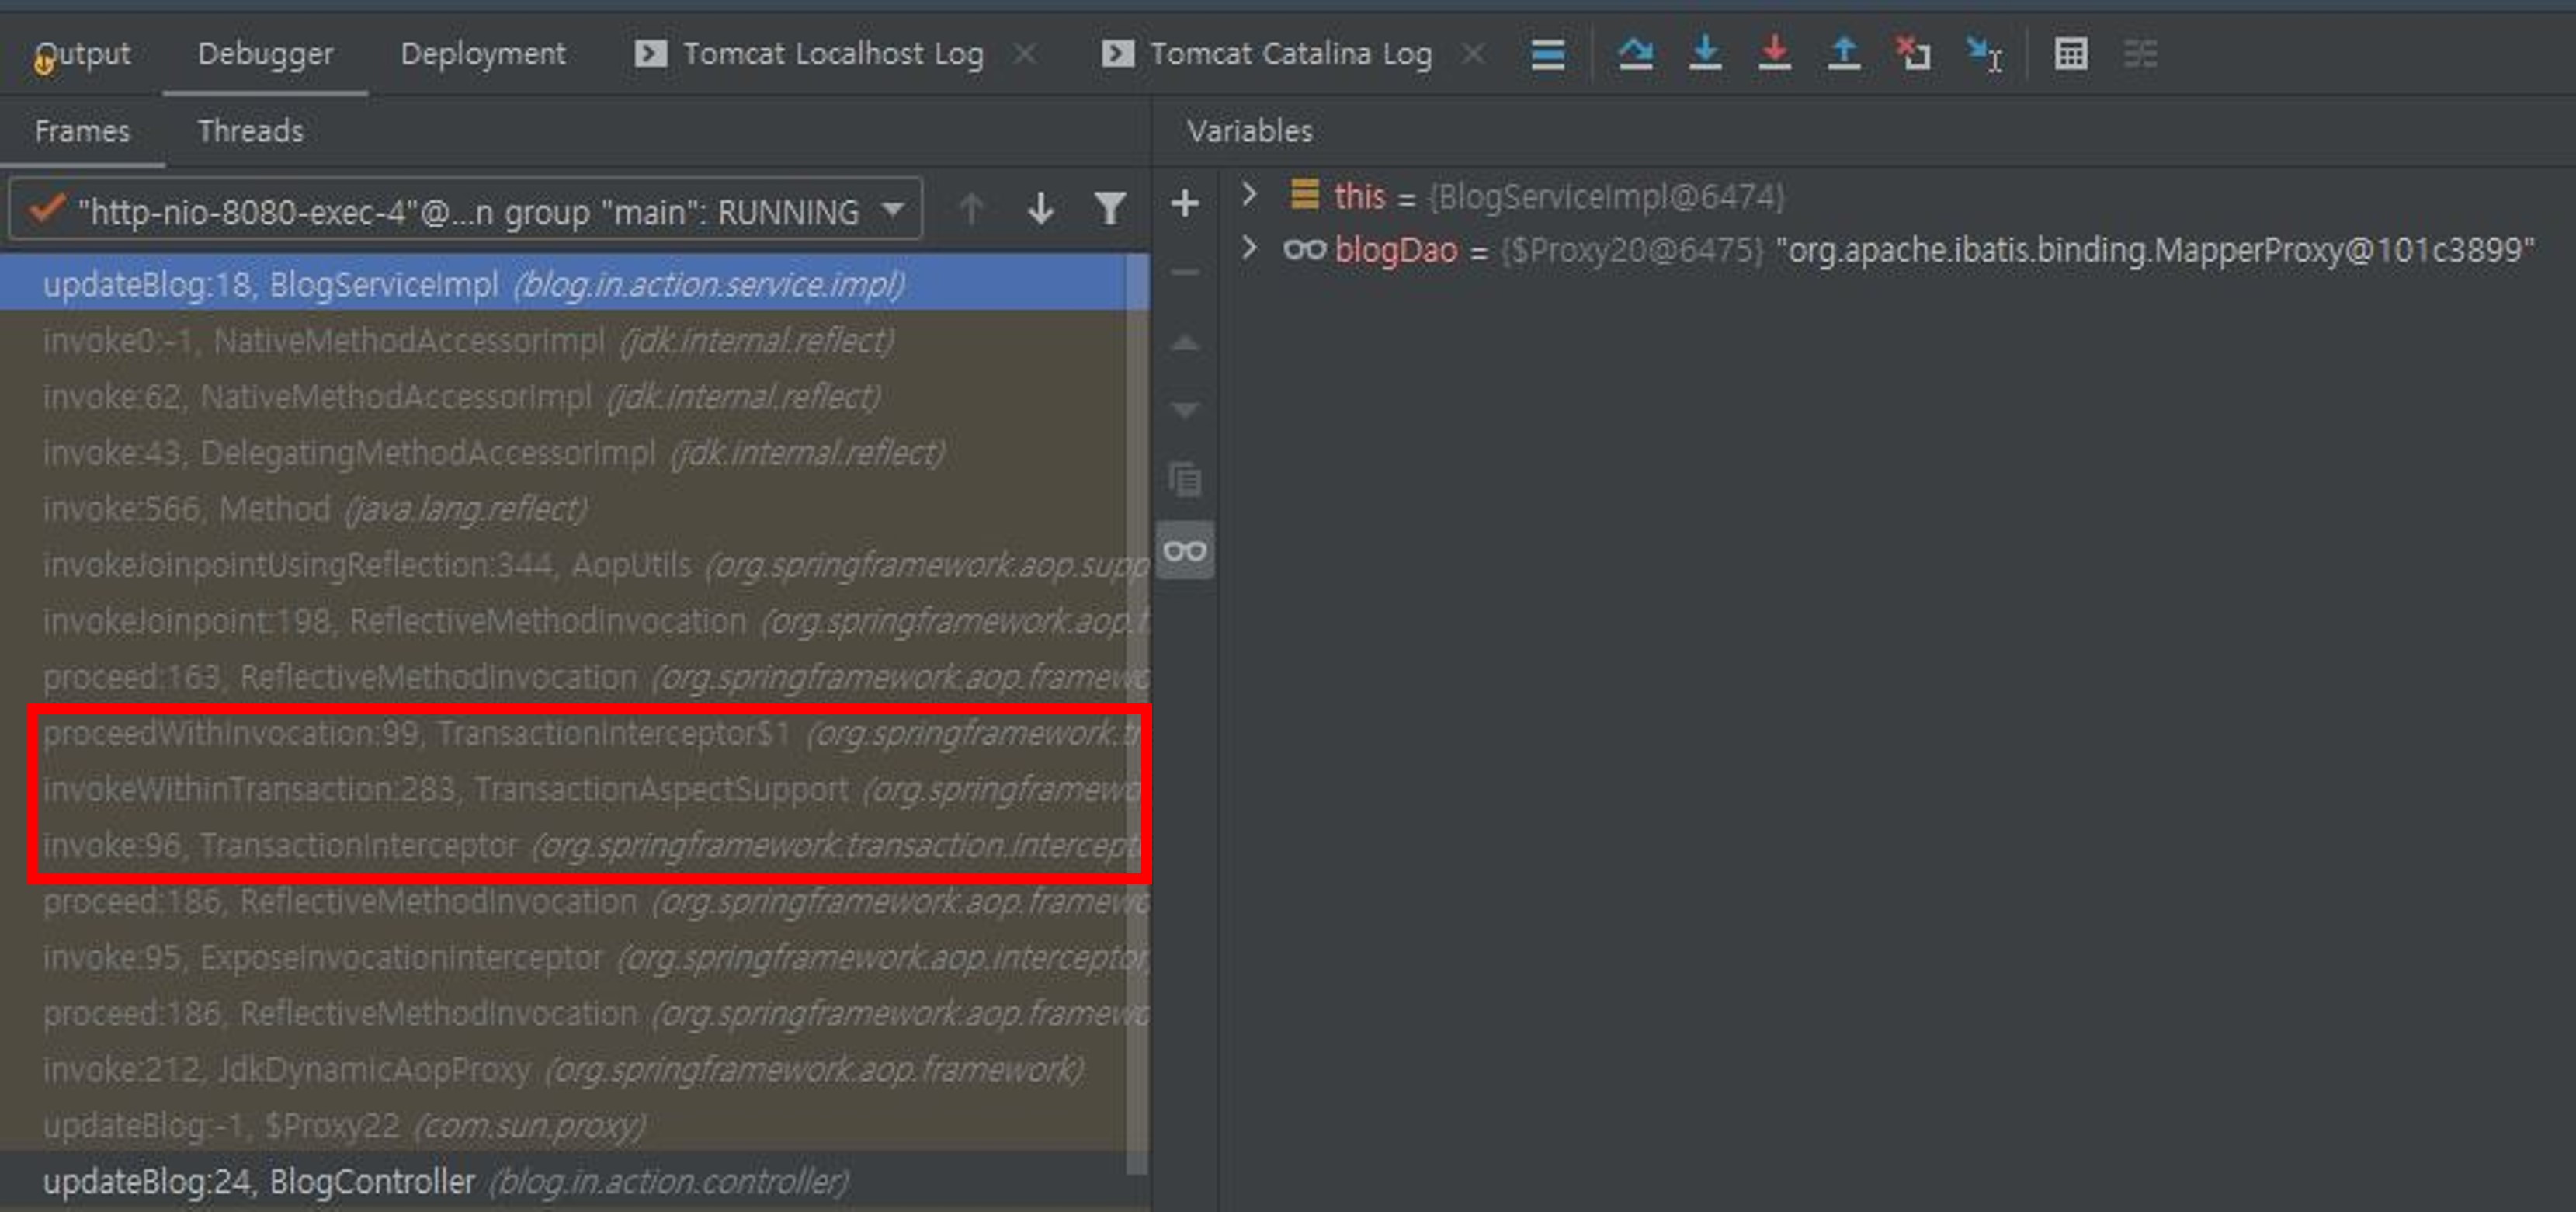 Output Debugger Deployment Tomcat Localhost Log Tomcat Catalina Log
Frames Threads
Variables
"http-nio-8080-exec-4"@...n group "main": RUNNING
updateBlog:18, BlogServiceImpl (blog.in.action.service.impl)
invoke0:-1, NativeMethodAccessorImpl (jdk.internal.reflect)
invoke:62, NativeMethodAccessorImpl (jdk.internal.reflect)
invoke:43, DelegatingMethodAccessorImpl (jdk.internal.reflect)
invoke:566, Method (java.lang.reflect)
invokeJoinpointUsingReflection:344, AopUtils (org.springframework.aop.supp
invokeJoinpoint:198, ReflectiveMethodInvocation (org.springframework.aop.f
proceed:163, ReflectiveMethodInvocation (org.springframework.aop.framewo
proceedWithInvocation:99, TransactionInterceptor$1 (org.springframework.tr
invokeWithinTransaction:283, TransactionAspectSupport (org.springframewo
invoke:96, TransactionInterceptor (org.springframework.transaction.intercept
proceed:186, ReflectiveMethodInvocation (org.springframework.aop.framewo
invoke:95, ExposeInvocationInterceptor (org.springframework.aop.interceptor
proceed:186, ReflectiveMethodInvocation (org.springframework.aop.framewo
invoke:212, JdkDynamicAopProxy (org.springframework.aop.framework)
updateBlog:-1, $Proxy22 (com.sun.proxy)
updateBlog:24, BlogController (blog.in.action.controller)
this = {BlogServiceImpl@6474}
blogDao = {$Proxy20@6475} "org.apache.ibatis.binding.MapperProxy@101c3899"